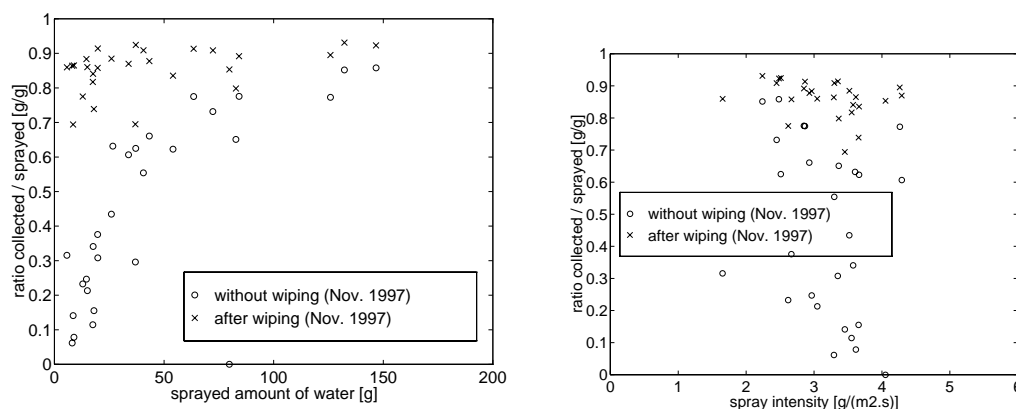 ratio collected / sprayed [g/g]
1
0.9
0.8
0.7
0.6
0.5
0.4
0.3
0.2
0.1
0
0 50 100 150 200
sprayed amount of water [g]
without wiping (Nov. 1997)
after wiping (Nov. 1997)
ratio collected / sprayed [g/g]
1
0.9
0.8
0.7
0.6
0.5
0.4
0.3
0.2
0.1
0
0 1 2 3 4 5 6
spray intensity [g/(m2.s)]
without wiping (Nov. 1997)
after wiping (Nov. 1997)